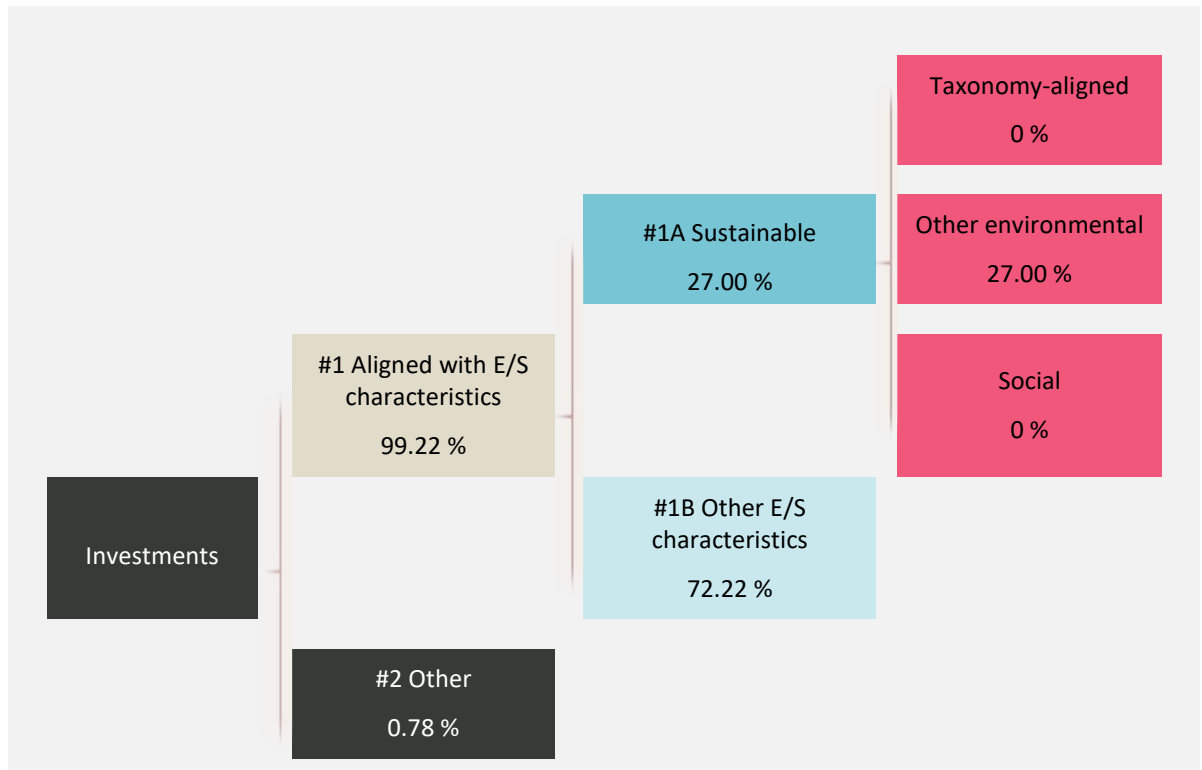 Investments
#1 Aligned with E/S
characteristics
99.22 %
#2 Other
0.78 %
#1A Sustainable
27.00 %
#1B Other E/S
characteristics
72.22 %
Taxonomy-aligned
0 %
Other environmental
27.00 %
Social
0 %